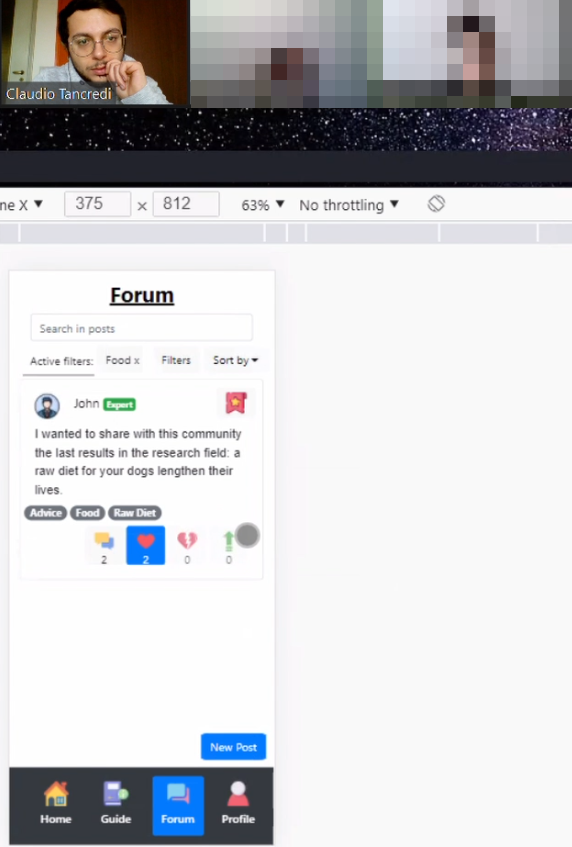 Claudio Tancredi
ne X ▼ 375 x 812 63% ▼ No throttling ▼
Forum
Search in posts
Active filters: Food x Filters Sort by
John Expert
I wanted to share with this community
the last results in the research field: a
raw diet for your dogs lengthen their
lives.
Advice Food Raw Diet
2 2 0 0
New Post
Home Guide Forum Profile